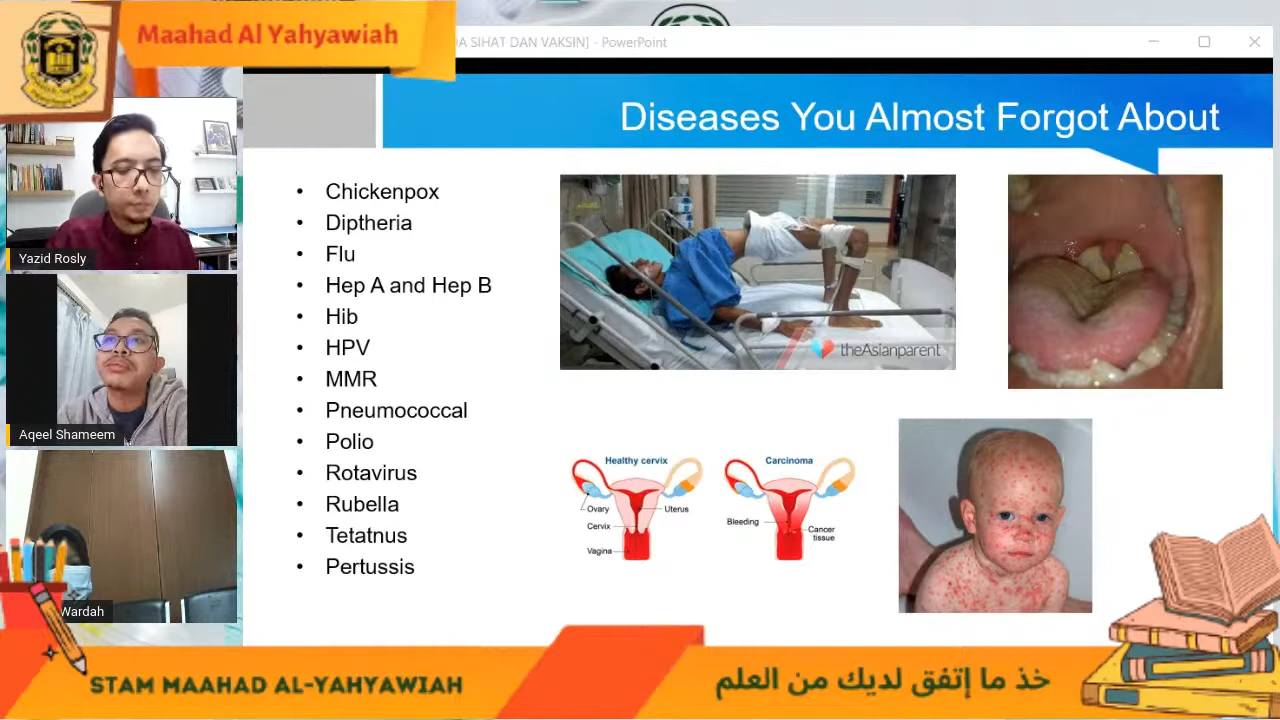 Maahad Al Yahyawiah
DA SIHAT DAN VAKSIN] - PowerPoint
Diseases You Almost Forgot About
Yazid Rosly
Aqeel Shameem
Wardah
• Chickenpox
• Diptheria
• Flu
• Hep A and Hep B
• Hib
• HPV
• MMR
• Pneumococcal
• Polio
• Rotavirus
• Rubella
• Tetatnus
• Pertussis
theAsianparent
Healthy cervix
Ovary
Uterus
Cervix
Vagina
Carcinoma
Bleeding
Cancer
tissue
STAM MAAHAD AL-YAHYAWIAH
خذ ما إتفق لديك من العلم